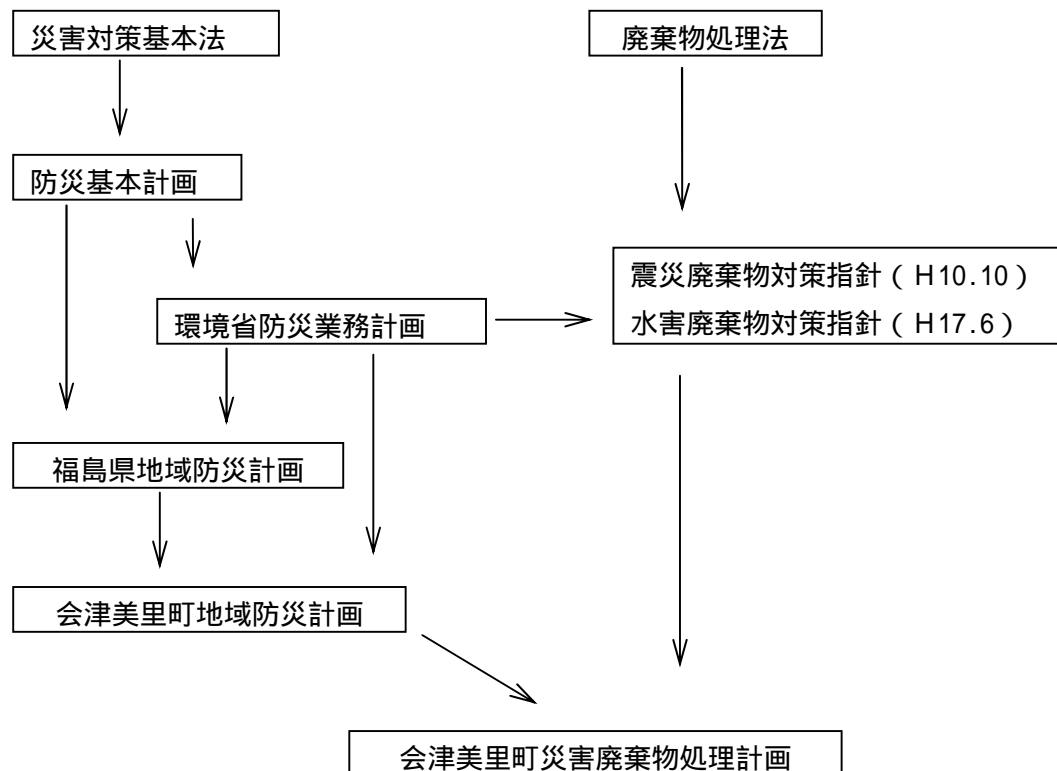 災害対策基本法
廃棄物処理法
防災基本計画
震災廃棄物対策指針(H10.10)
水害廃棄物対策指針(H17.6)
環境省防災業務計画
福島県地域防災計画
会津美里町地域防災計画
会津美里町災害廃棄物処理計画